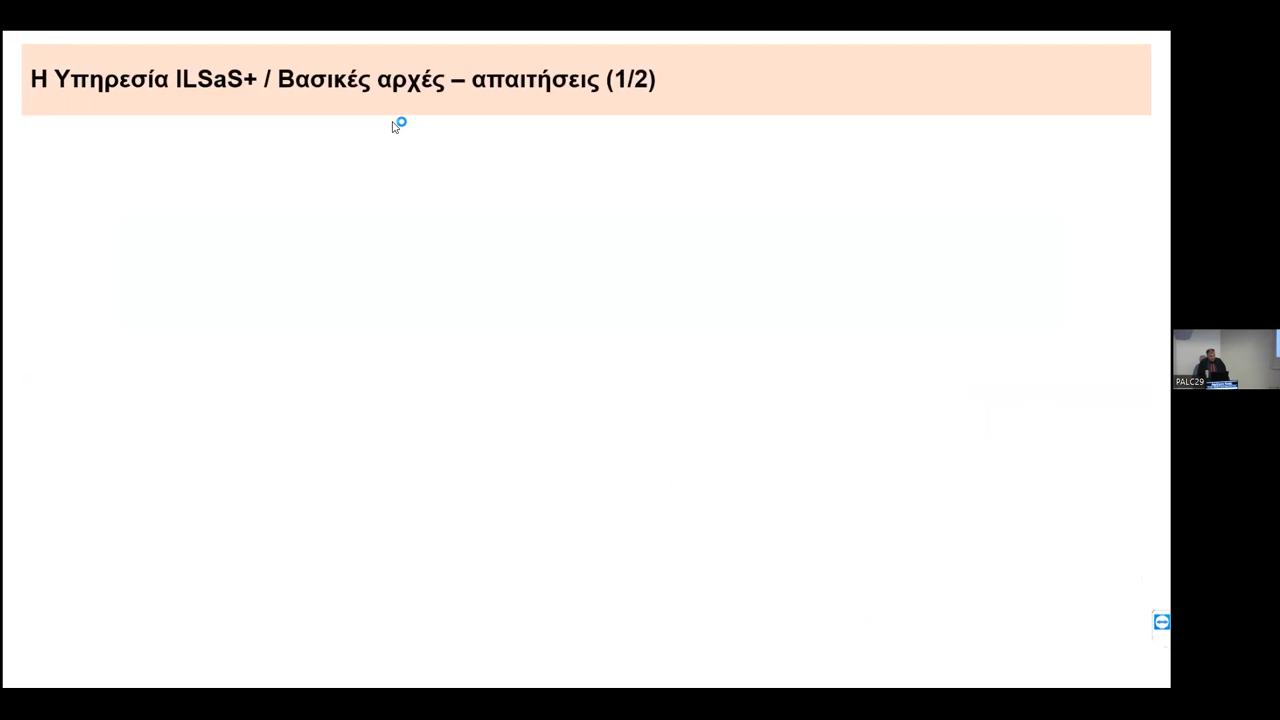 Η Υπηρεσία ILSaS+ / Βασικές αρχές – απαιτήσεις (1/2)
PALC29